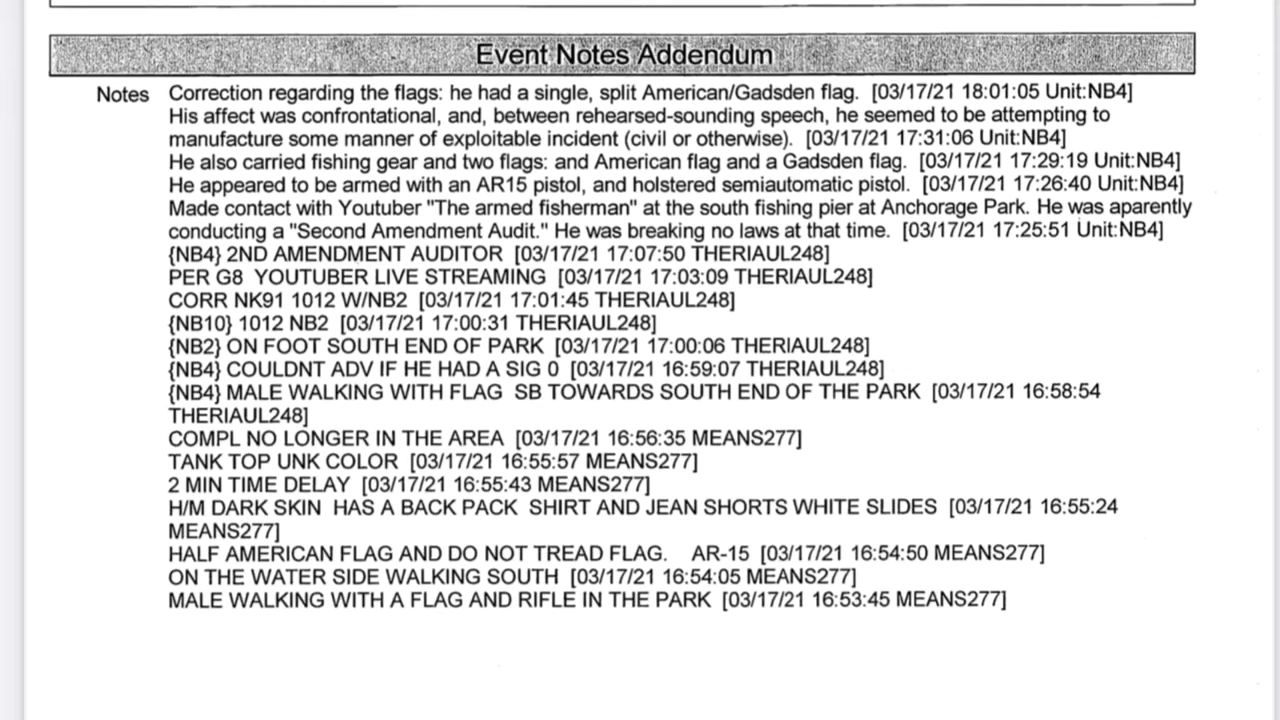 Event Notes Addendum
Notes Correction regarding the flags: he had a single, split American/Gadsden flag. [03/17/21 18:01:05 Unit:NB4]
His affect was confrontational, and, between rehearsed-sounding speech, he seemed to be attempting to
manufacture some manner of exploitable incident (civil or otherwise). [03/17/21 17:31:06 Unit:NB4]
He also carried fishing gear and two flags: and American flag and a Gadsden flag. [03/17/21 17:29:19 Unit:NB4]
He appeared to be armed with an AR15 pistol, and holstered semiautomatic pistol. [03/17/21 17:26:40 Unit:NB4]
Made contact with Youtuber "The armed fisherman" at the south fishing pier at Anchorage Park. He was aparently
conducting a "Second Amendment Audit." He was breaking no laws at that time. [03/17/21 17:25:51 Unit:NB4]
{NB4} 2ND AMENDMENT AUDITOR [03/17/21 17:07:50 THERIAUL248]
PER G8 YOUTUBER LIVE STREAMING [03/17/21 17:03:09 THERIAUL248]
CORR NK91 1012 W/NB2 [03/17/21 17:01:45 THERIAUL248]
{NB10} 1012 NB2 [03/17/21 17:00:31 THERIAUL248]
{NB2} ON FOOT SOUTH END OF PARK [03/17/21 17:00:06 THERIAUL248]
{NB4} COULDNT ADV IF HE HAD A SIG 0 [03/17/21 16:59:07 THERIAUL248]
{NB4} MALE WALKING WITH FLAG SB TOWARDS SOUTH END OF THE PARK [03/17/21 16:58:54
THERIAUL248]
COMPL NO LONGER IN THE AREA [03/17/21 16:56:35 MEANS277]
TANK TOP UNK COLOR [03/17/21 16:55:57 MEANS277]
2 MIN TIME DELAY [03/17/21 16:55:43 MEANS277]
H/M DARK SKIN HAS A BACK PACK SHIRT AND JEAN SHORTS WHITE SLIDES [03/17/21 16:55:24
MEANS277]
HALF AMERICAN FLAG AND DO NOT TREAD FLAG. AR-15 [03/17/21 16:54:50 MEANS277]
ON THE WATER SIDE WALKING SOUTH [03/17/21 16:54:05 MEANS277]
MALE WALKING WITH A FLAG AND RIFLE IN THE PARK [03/17/21 16:53:45 MEANS277]